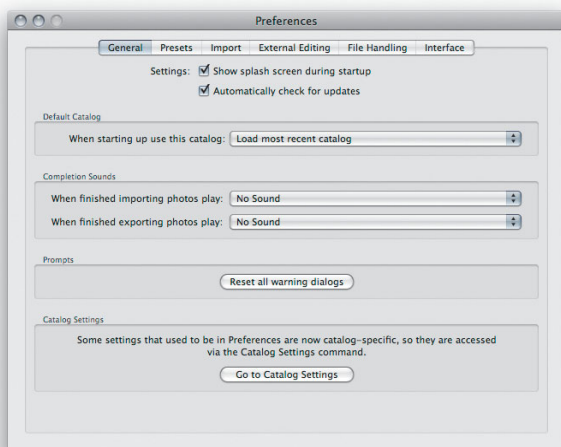 Preferences
General Presets Import External Editing File Handling Interface
Settings: Show splash screen during startup
Automatically check for updates
Default Catalog
When starting up use this catalog: Load most recent catalog
Completion Sounds
When finished importing photos play: No Sound
When finished exporting photos play: No Sound
Prompts
Reset all warning dialogs
Catalog Settings
Some settings that used to be in Preferences are now catalog-specific, so they are accessed
via the Catalog Settings command.
Go to Catalog Settings